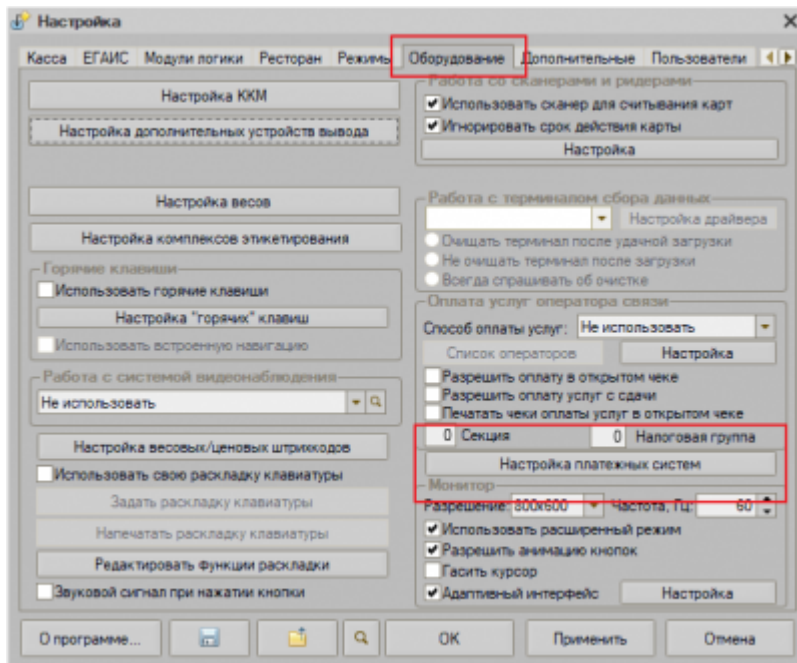 Настройка
Касса ЕГАИС Модули логики Ресторан Режимы Оборудование Дополнительные Пользователи
Настройка ККМ
Настройка дополнительных устройств вывода
Настройка весов
Настройка комплексов этикетирования
Горячие клавиши
Использовать горячие клавиши
Настройка "горячих" клавиш
Использовать встроенную навигацию
Работа с системой видеонаблюдения
Не использовать
Настройка весовых/ценовых штрихкодов
Использовать свою раскладку клавиатуры
Задать раскладку клавиатуры
Напечатать раскладку клавиатуры
Редактировать функции раскладки
Звуковой сигнал при нажатии кнопки
Работа со сканерами и ридерами
Использовать сканер для считывания карт
Игнорировать срок действия карты
Настройка
Работа с терминалом сбора данных
Настройка драйвера
Очищать терминал после удачной загрузки
Не очищать терминал после загрузки
Всегда спрашивать об очистке
Оплата услуг оператора связи
Способ оплаты услуг: Не использовать
Список операторов Настройка
Разрешить оплату в открытом чеке
Разрешить оплату услуг с сдачи
Печатать чеки оплаты услуг в открытом чеке
0 Секция 0 Налоговая группа
Настройка платежных систем
Монитор
Разрешение: 800x600 Частота, Гц: 60
Использовать расширенный режим
Разрешить анимацию кнопок
Гасить курсор
Адаптивный интерфейс Настройка
О программе... ОК Применить Отмена